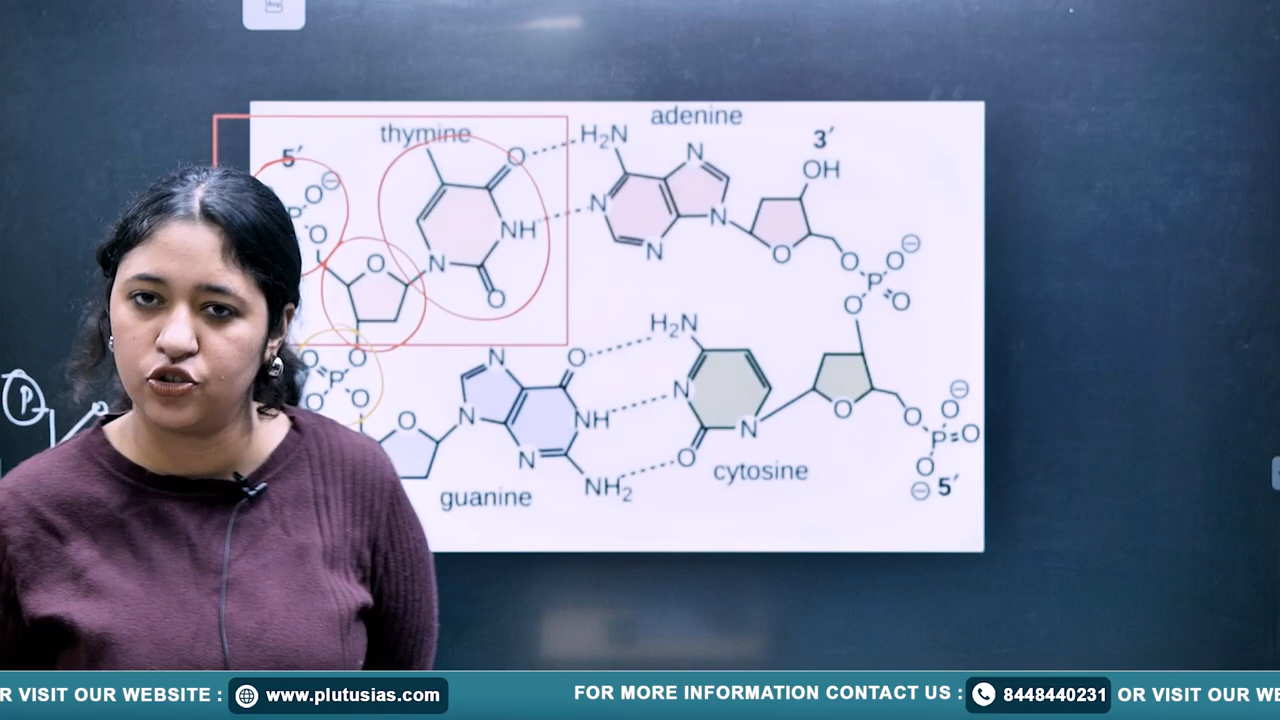 adenine
thymine
5′
3′
O
H₂N
N
OH
O
P
O
NH
N
N
N
O
O
O
N
O
O
P
O
O
O
H₂N
O
N
O
O
P
O
N
NH
N
O
O
O
P
O
O
N
N
O
N
O
NH₂
O
5′
guanine
cytosine
P
R VISIT OUR WEBSITE : www.plutusias.com
FOR MORE INFORMATION CONTACT US : 8448440231 OR VISIT OUR WE